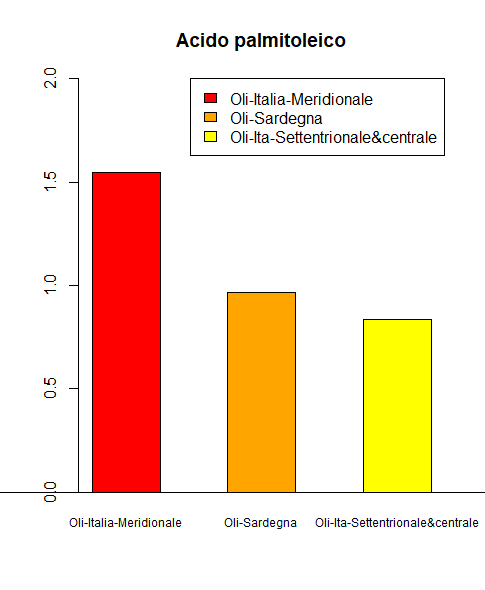 Acido palmitoleico
2.0
1.5
1.0
0.5
0.0
Oli-Italia-Meridionale
Oli-Sardegna
Oli-Ita-Settentrionale&centrale
Oli-Italia-Meridionale
Oli-Sardegna
Oli-Ita-Settentrionale&centrale